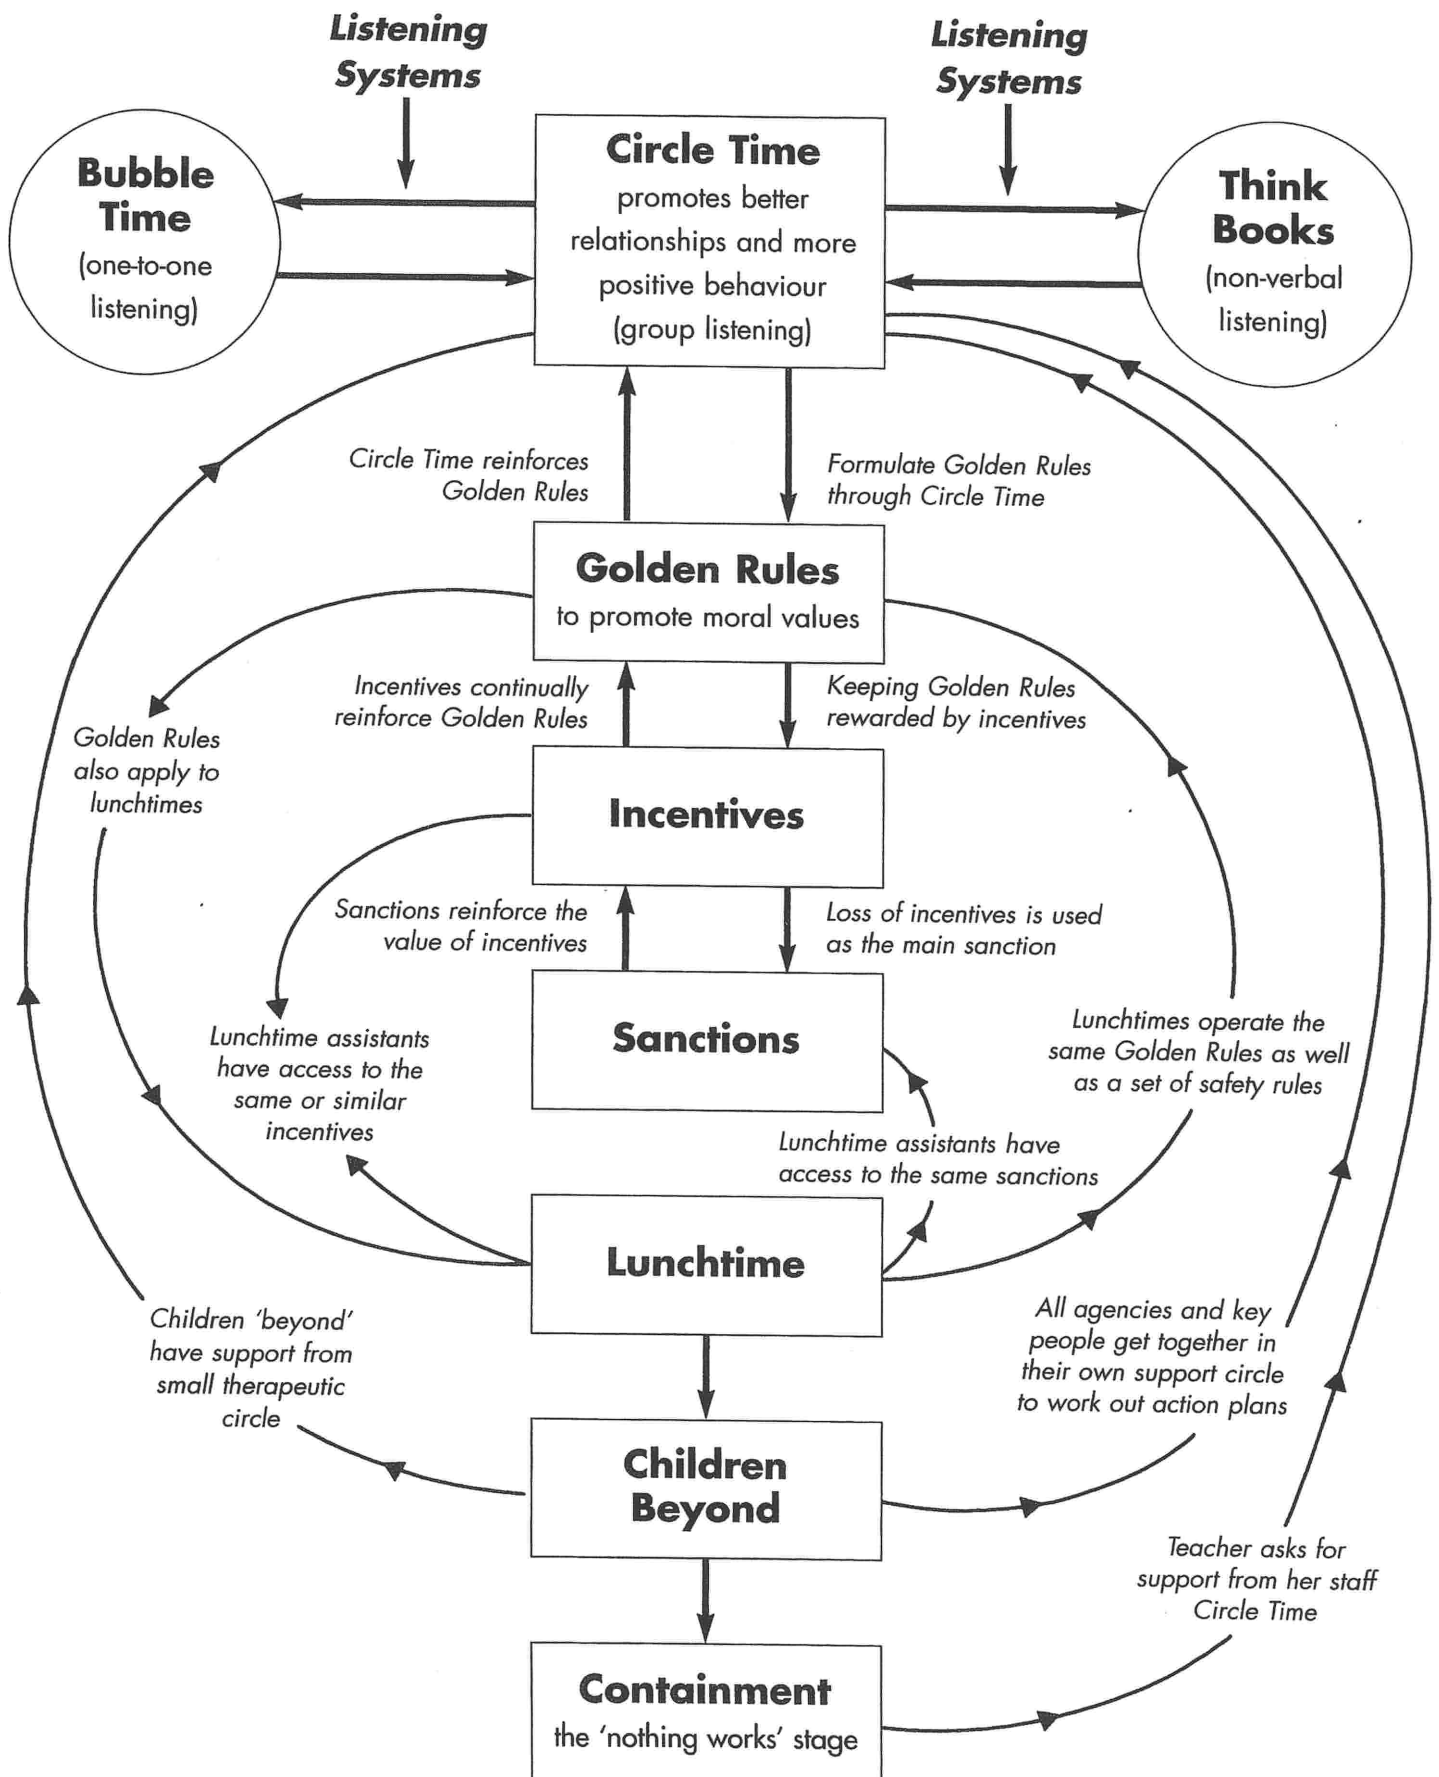 Listening
Systems
Listening
Systems
Bubble
Time
(one-to-one
listening)
Circle Time
promotes better
relationships and more
positive behaviour
(group listening)
Think
Books
(non-verbal
listening)
Circle Time reinforces
Golden Rules
Formulate Golden Rules
through Circle Time
Golden Rules
to promote moral values
Incentives continually
reinforce Golden Rules
Keeping Golden Rules
rewarded by incentives
Golden Rules
also apply to
lunchtimes
Incentives
Sanctions reinforce the
value of incentives
Loss of incentives is used
as the main sanction
Sanctions
Lunchtime assistants
have access to the
same or similar
incentives
Lunchtimes operate the
same Golden Rules as well
as a set of safety rules
Lunchtime assistants have
access to the same sanctions
Lunchtime
Children ‘beyond’
have support from
small therapeutic
circle
All agencies and key
people get together in
their own support circle
to work out action plans
Children
Beyond
Teacher asks for
support from her staff
Circle Time
Containment
the ‘nothing works’ stage